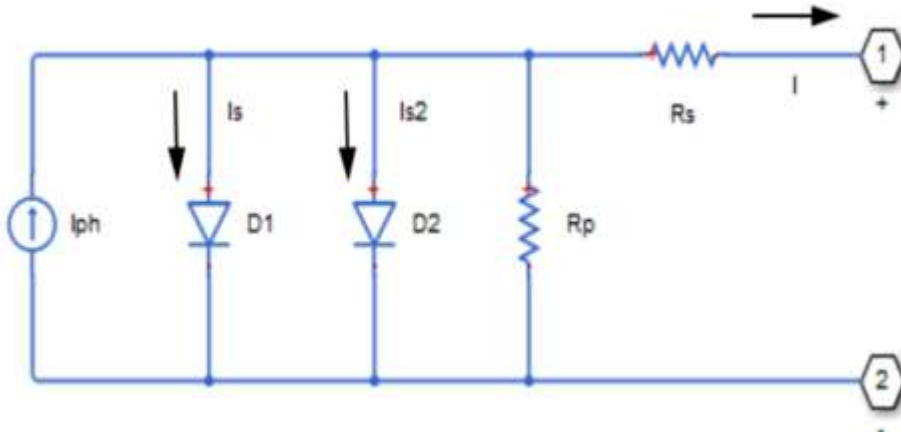 1
Is
Is2
I
+
Rs
Iph
D1
D2
Rp
2
-